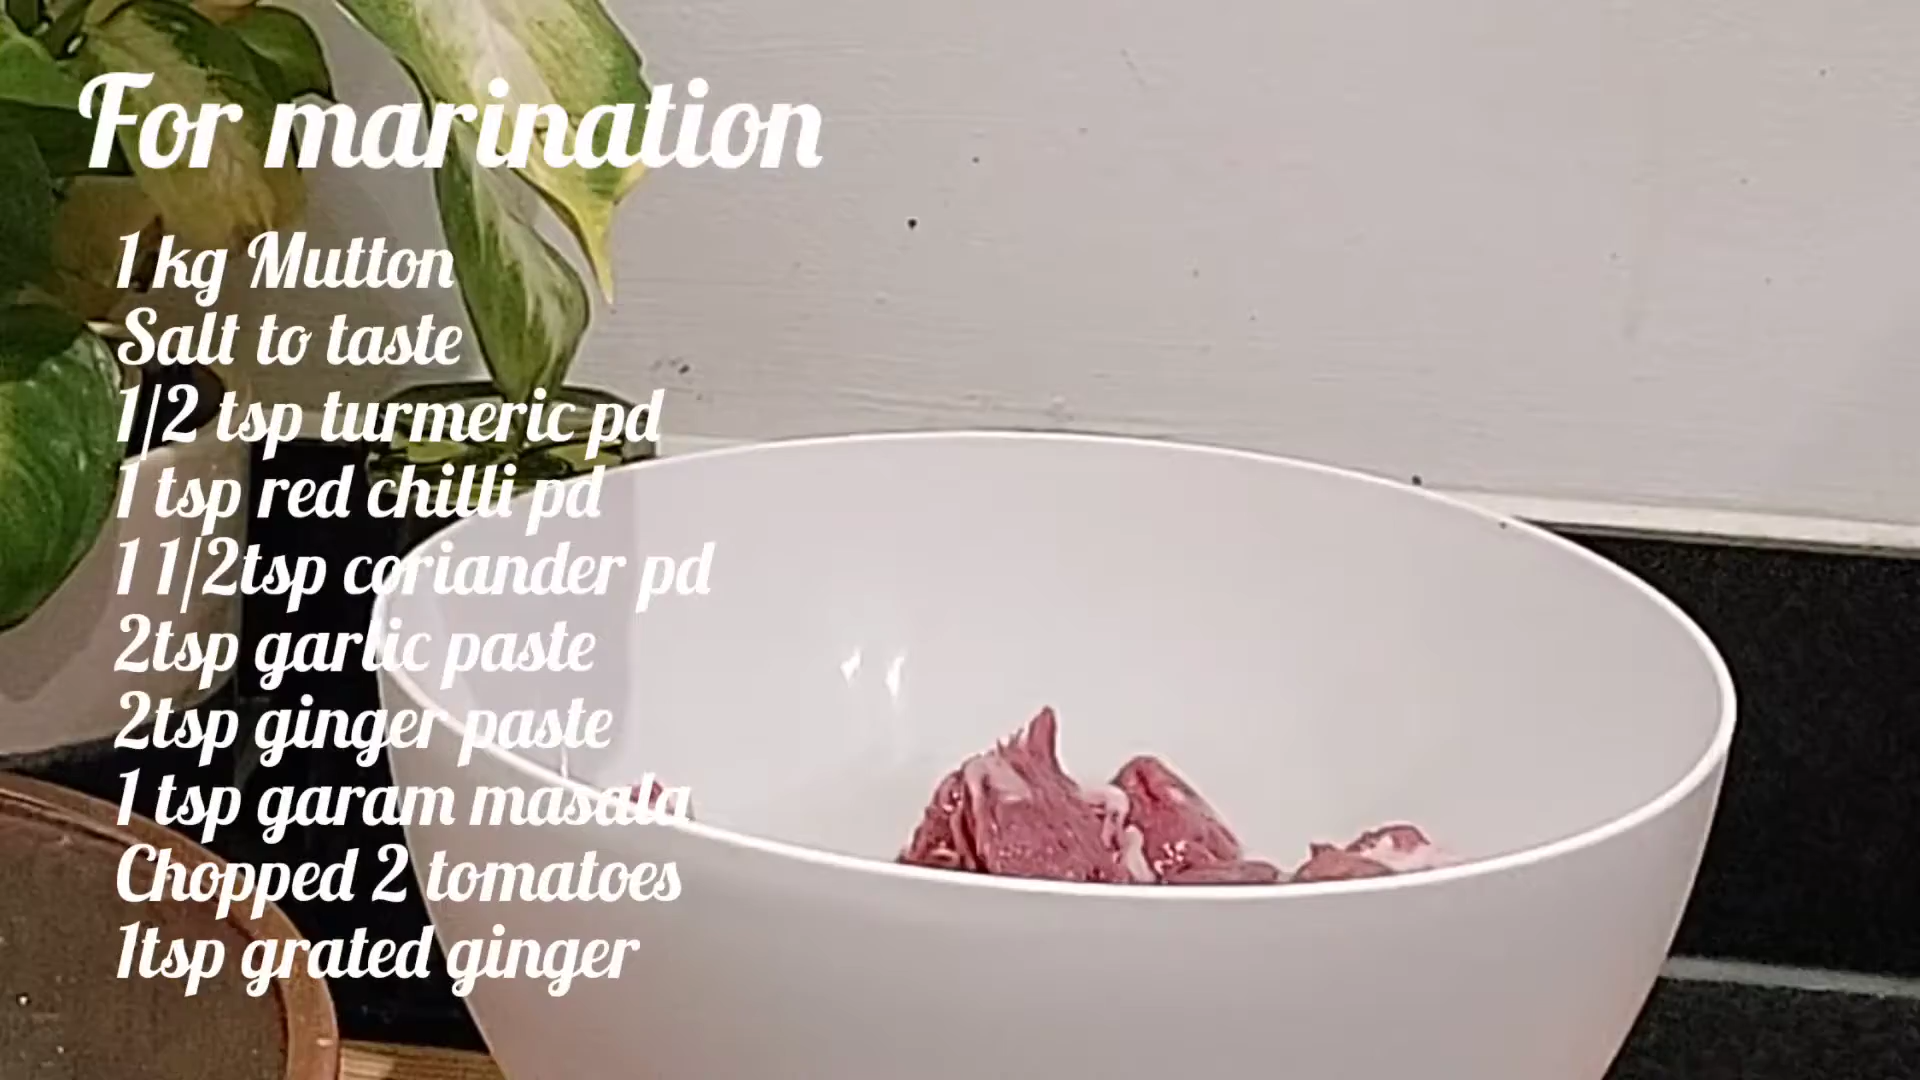 For marination
1 kg Mutton
Salt to taste
1/2 tsp turmeric pd
1 tsp red chilli pd
1 1/2tsp coriander pd
2tsp garlic paste
2tsp ginger paste
1 tsp garam masala
Chopped 2 tomatoes
1tsp grated ginger